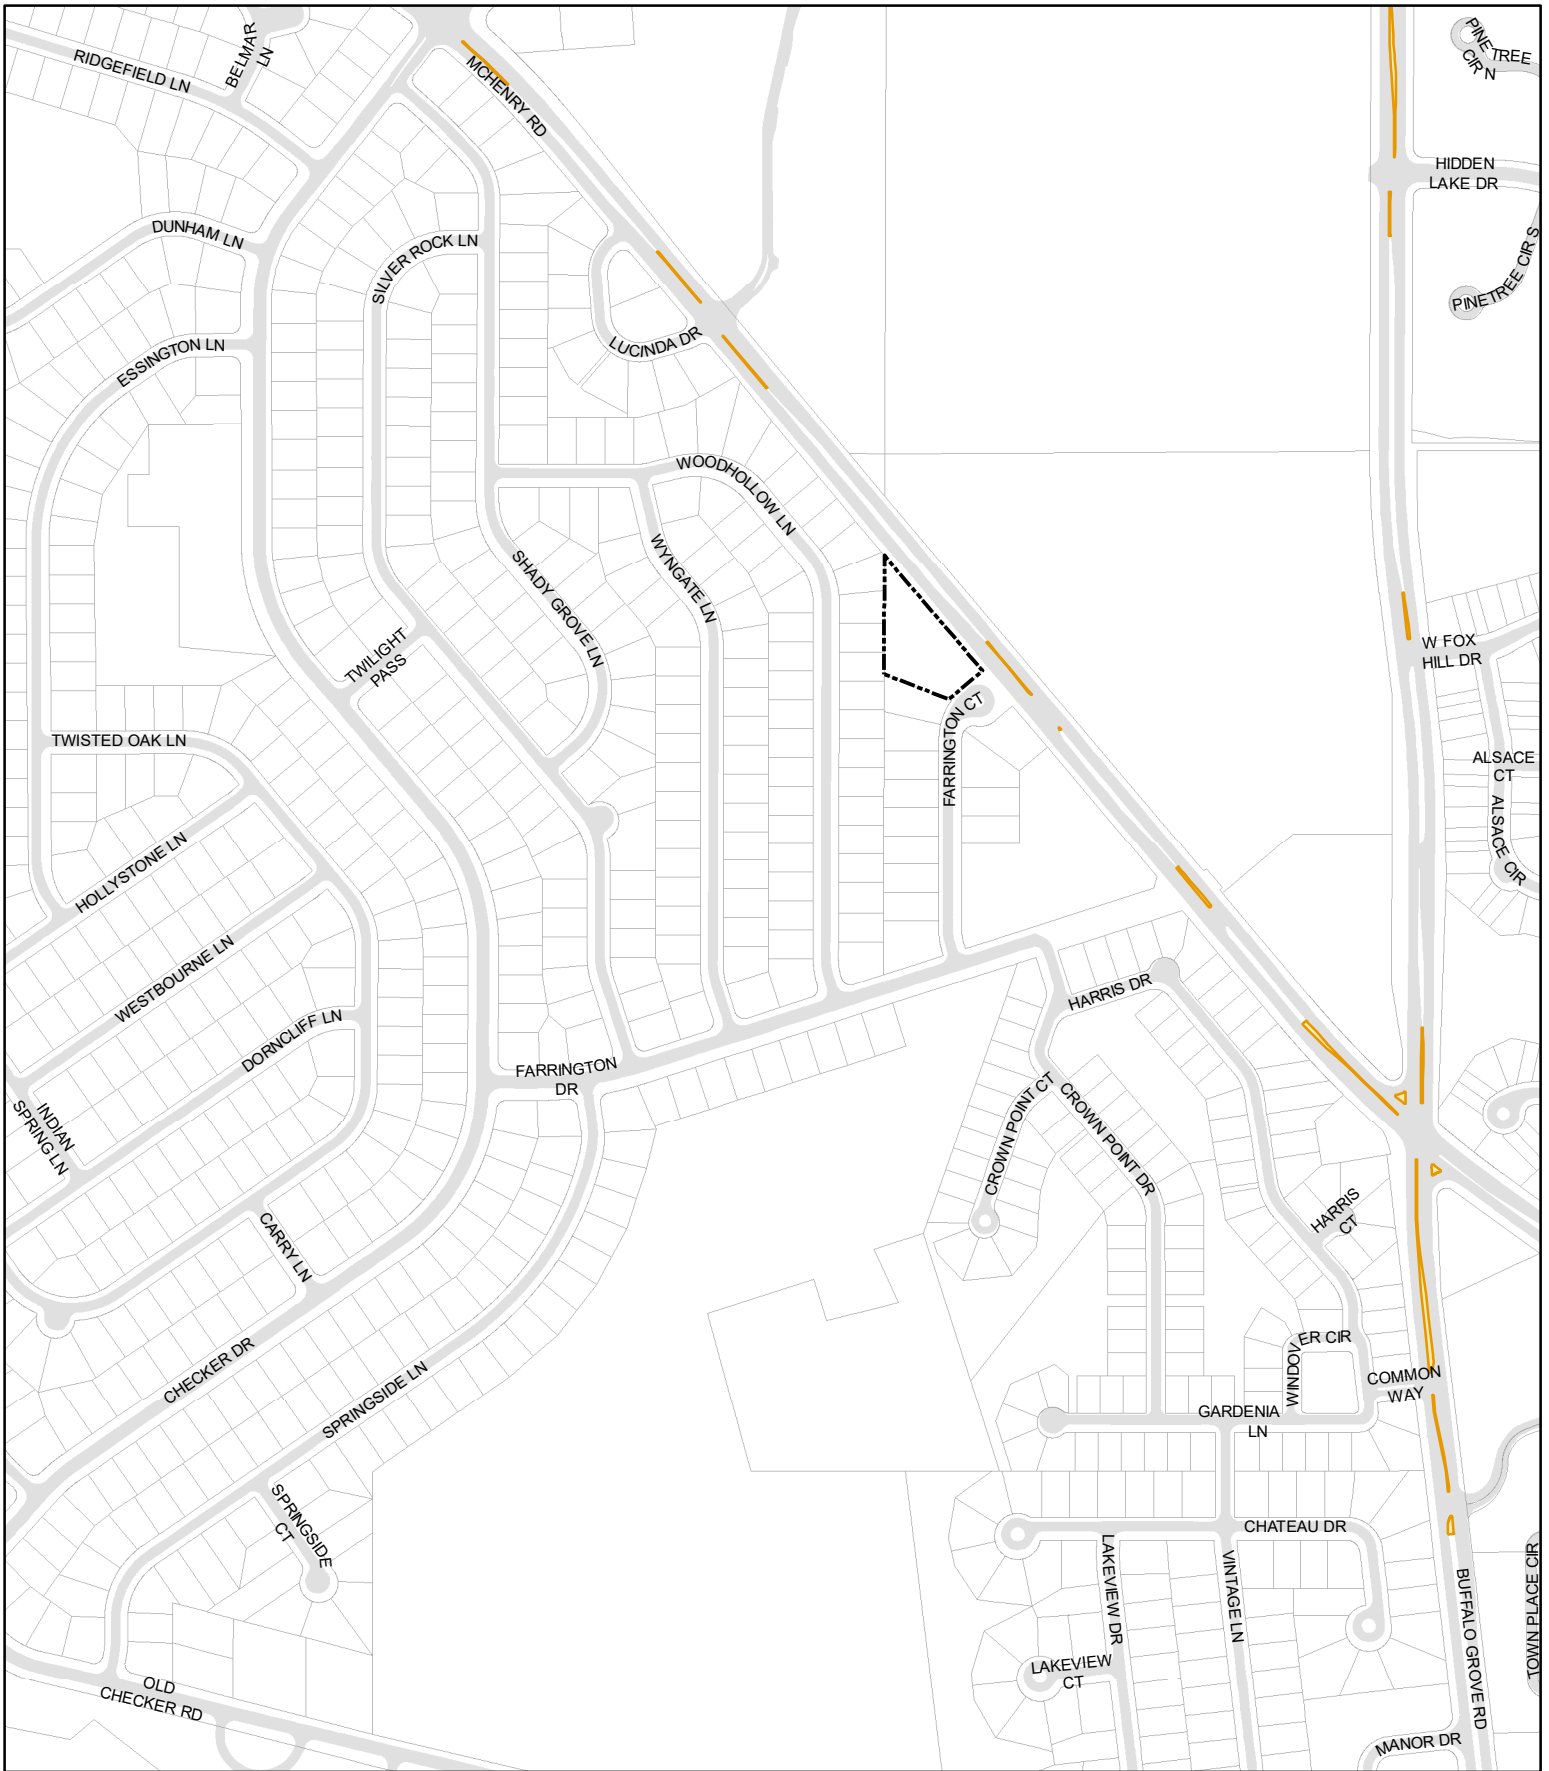 RIDGEFIELD LN
BELMAR
LN
MCHENRY RD
PINE TREE
CIR N
HIDDEN
LAKE DR
DUNHAM LN
SILVER ROCK LN
PINETREE CIR S
ESSINGTON LN
LUCINDA DR
WOODHOLLOW LN
WYNGATE LN
SHADY GROVE LN
TWILIGHT
PASS
W FOX
HILL DR
FARRINGTON CT
TWISTED OAK LN
ALSACE
CT
ALSACE CIR
HOLLYSTONE LN
WESTBOURNE LN
HARRIS DR
DORNCLIFF LN
FARRINGTON
DR
INDIAN
SPRING LN
CROWN POINT CT
CROWN POINT DR
HARRIS
CT
CARRY LN
CHECKER DR
SPRINGSIDE LN
WINDOVER CIR
COMMON
WAY
GARDENIA
LN
SPRINGSIDE
CT
CHATEAU DR
LAKEVIEW DR
VINTAGE LN
BUFFALO GROVE RD
TOWN PLACE CIR
LAKEVIEW
CT
OLD
CHECKER RD
MANOR DR